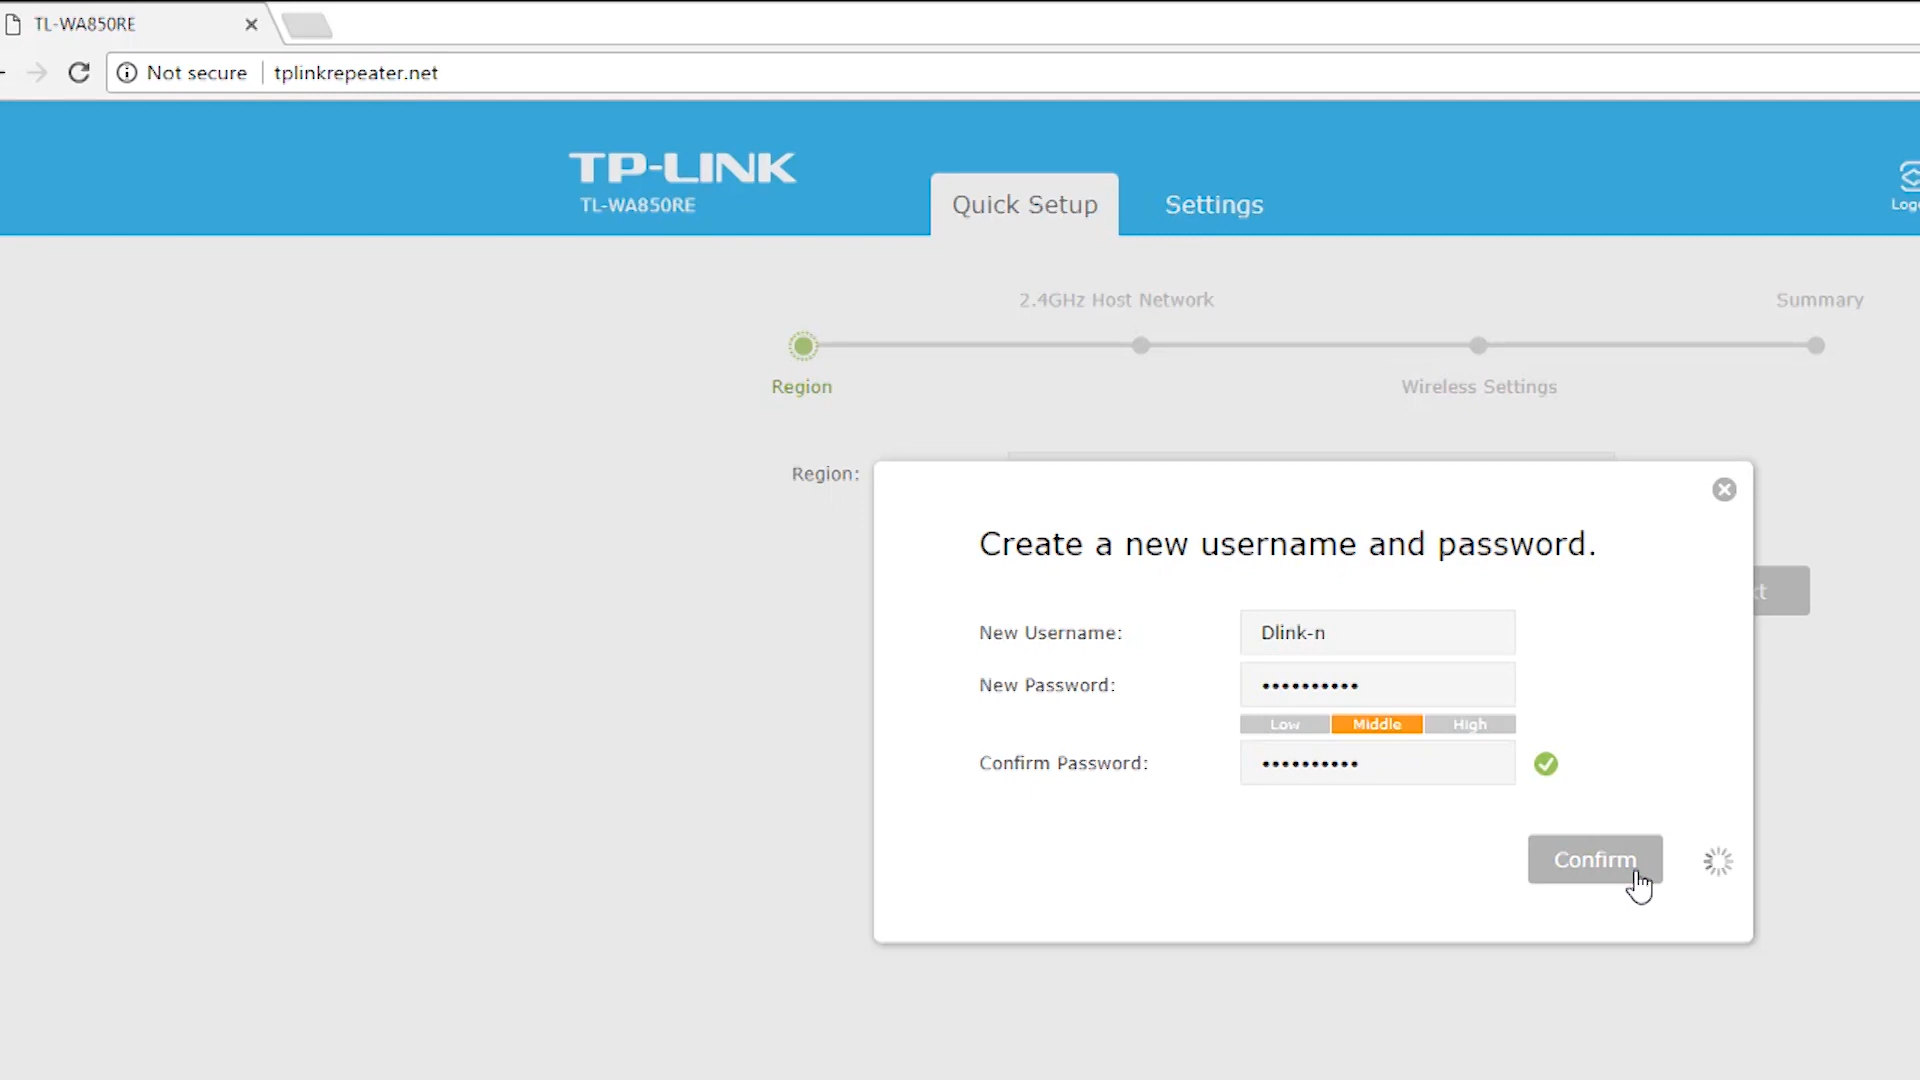 TL-WA850RE
Not secure
tplinkrepeater.net
TP-LINK
TL-WA850RE
Quick Setup
Settings
2.4GHz Host Network
Summary
Region
Wireless Settings
Region:
Create a new username and password.
New Username:
Dlink-n
New Password:
••••••••••
Low
Middle
High
Confirm Password:
••••••••••
Confirm